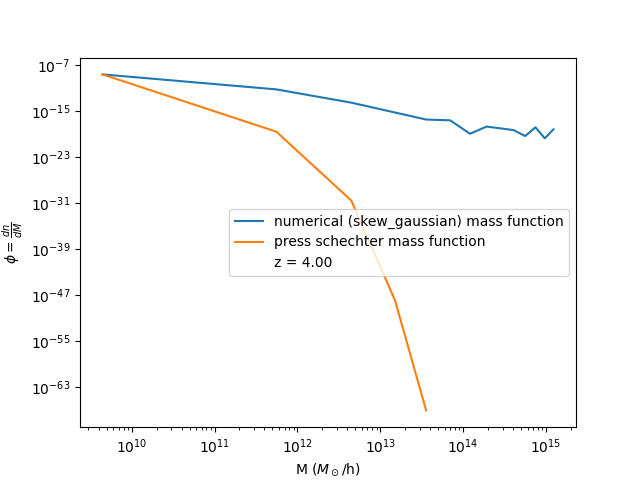 10^-7
10^-15
10^-23
10^-31
10^-39
10^-47
10^-55
10^-63
ϕ = dn/dM
numerical (skew_gaussian) mass function
press schechter mass function
z = 4.00
10^10 10^11 10^12 10^13 10^14 10^15
M (M_⊙/h)